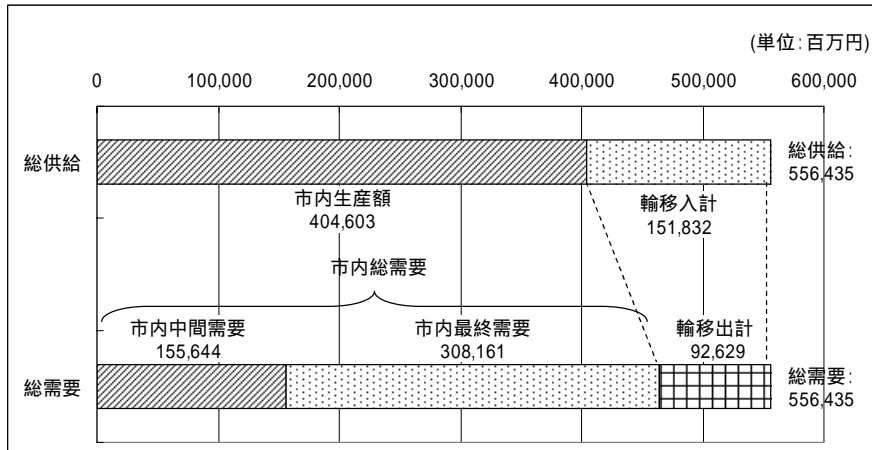 (単位:百万円)
0 100,000 200,000 300,000 400,000 500,000 600,000
総供給
総供給:
556,435
市内生産額
404,603
輸移入計
151,832
市内総需要
市内中間需要
155,644
市内最終需要
308,161
輸移出計
92,629
総需要
総需要:
556,435